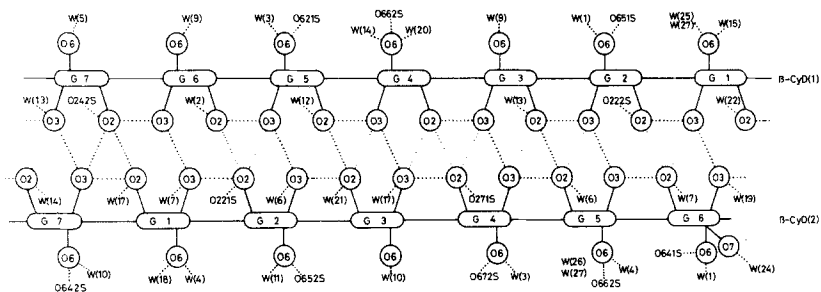 W(5) W(9) W(3) O621S O662S W(9) W(1) O651S W(25) W(15)
W(14) W(20) W(27)
O6 O6 O6 O6 O6 O6 O6
G 7 G 6 G 5 G 4 G 3 G 2 G 1 β-CyD(1)
W(13) O242S W(2) W(12) W(13) O222S W(22)
O3 O2 O3 O2 O3 O2 O3 O2 O3 O2 O3 O2 O3 O2
O2 O3 O2 O3 O2 O3 O2 O3 O2 O3 O2 O3 O2 O3
W(14) W(17) W(7) O221S W(6) W(21) W(17) O271S W(6) W(7) W(19)
G 7 G 1 G 2 G 3 G 4 G 5 G 6 β-CyD(2)
O6 O6 O6 O6 O6 O6 O6 O7
W(10) W(18) W(4) W(11) O652S W(10) O672S W(3) W(26) W(4) O641S W(24)
O642S W(27) O662S W(1)